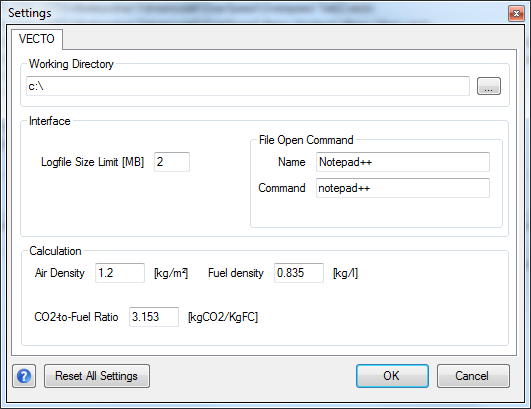 Settings
VECTO
Working Directory
c:\
...
Interface
File Open Command
Logfile Size Limit [MB] 2
Name Notepad++
Command notepad++
Calculation
Air Density 1.2 [kg/m²] Fuel density 0.835 [kg/l]
CO2-to-Fuel Ratio 3.153 [kgCO2/KgFC]
? Reset All Settings OK Cancel